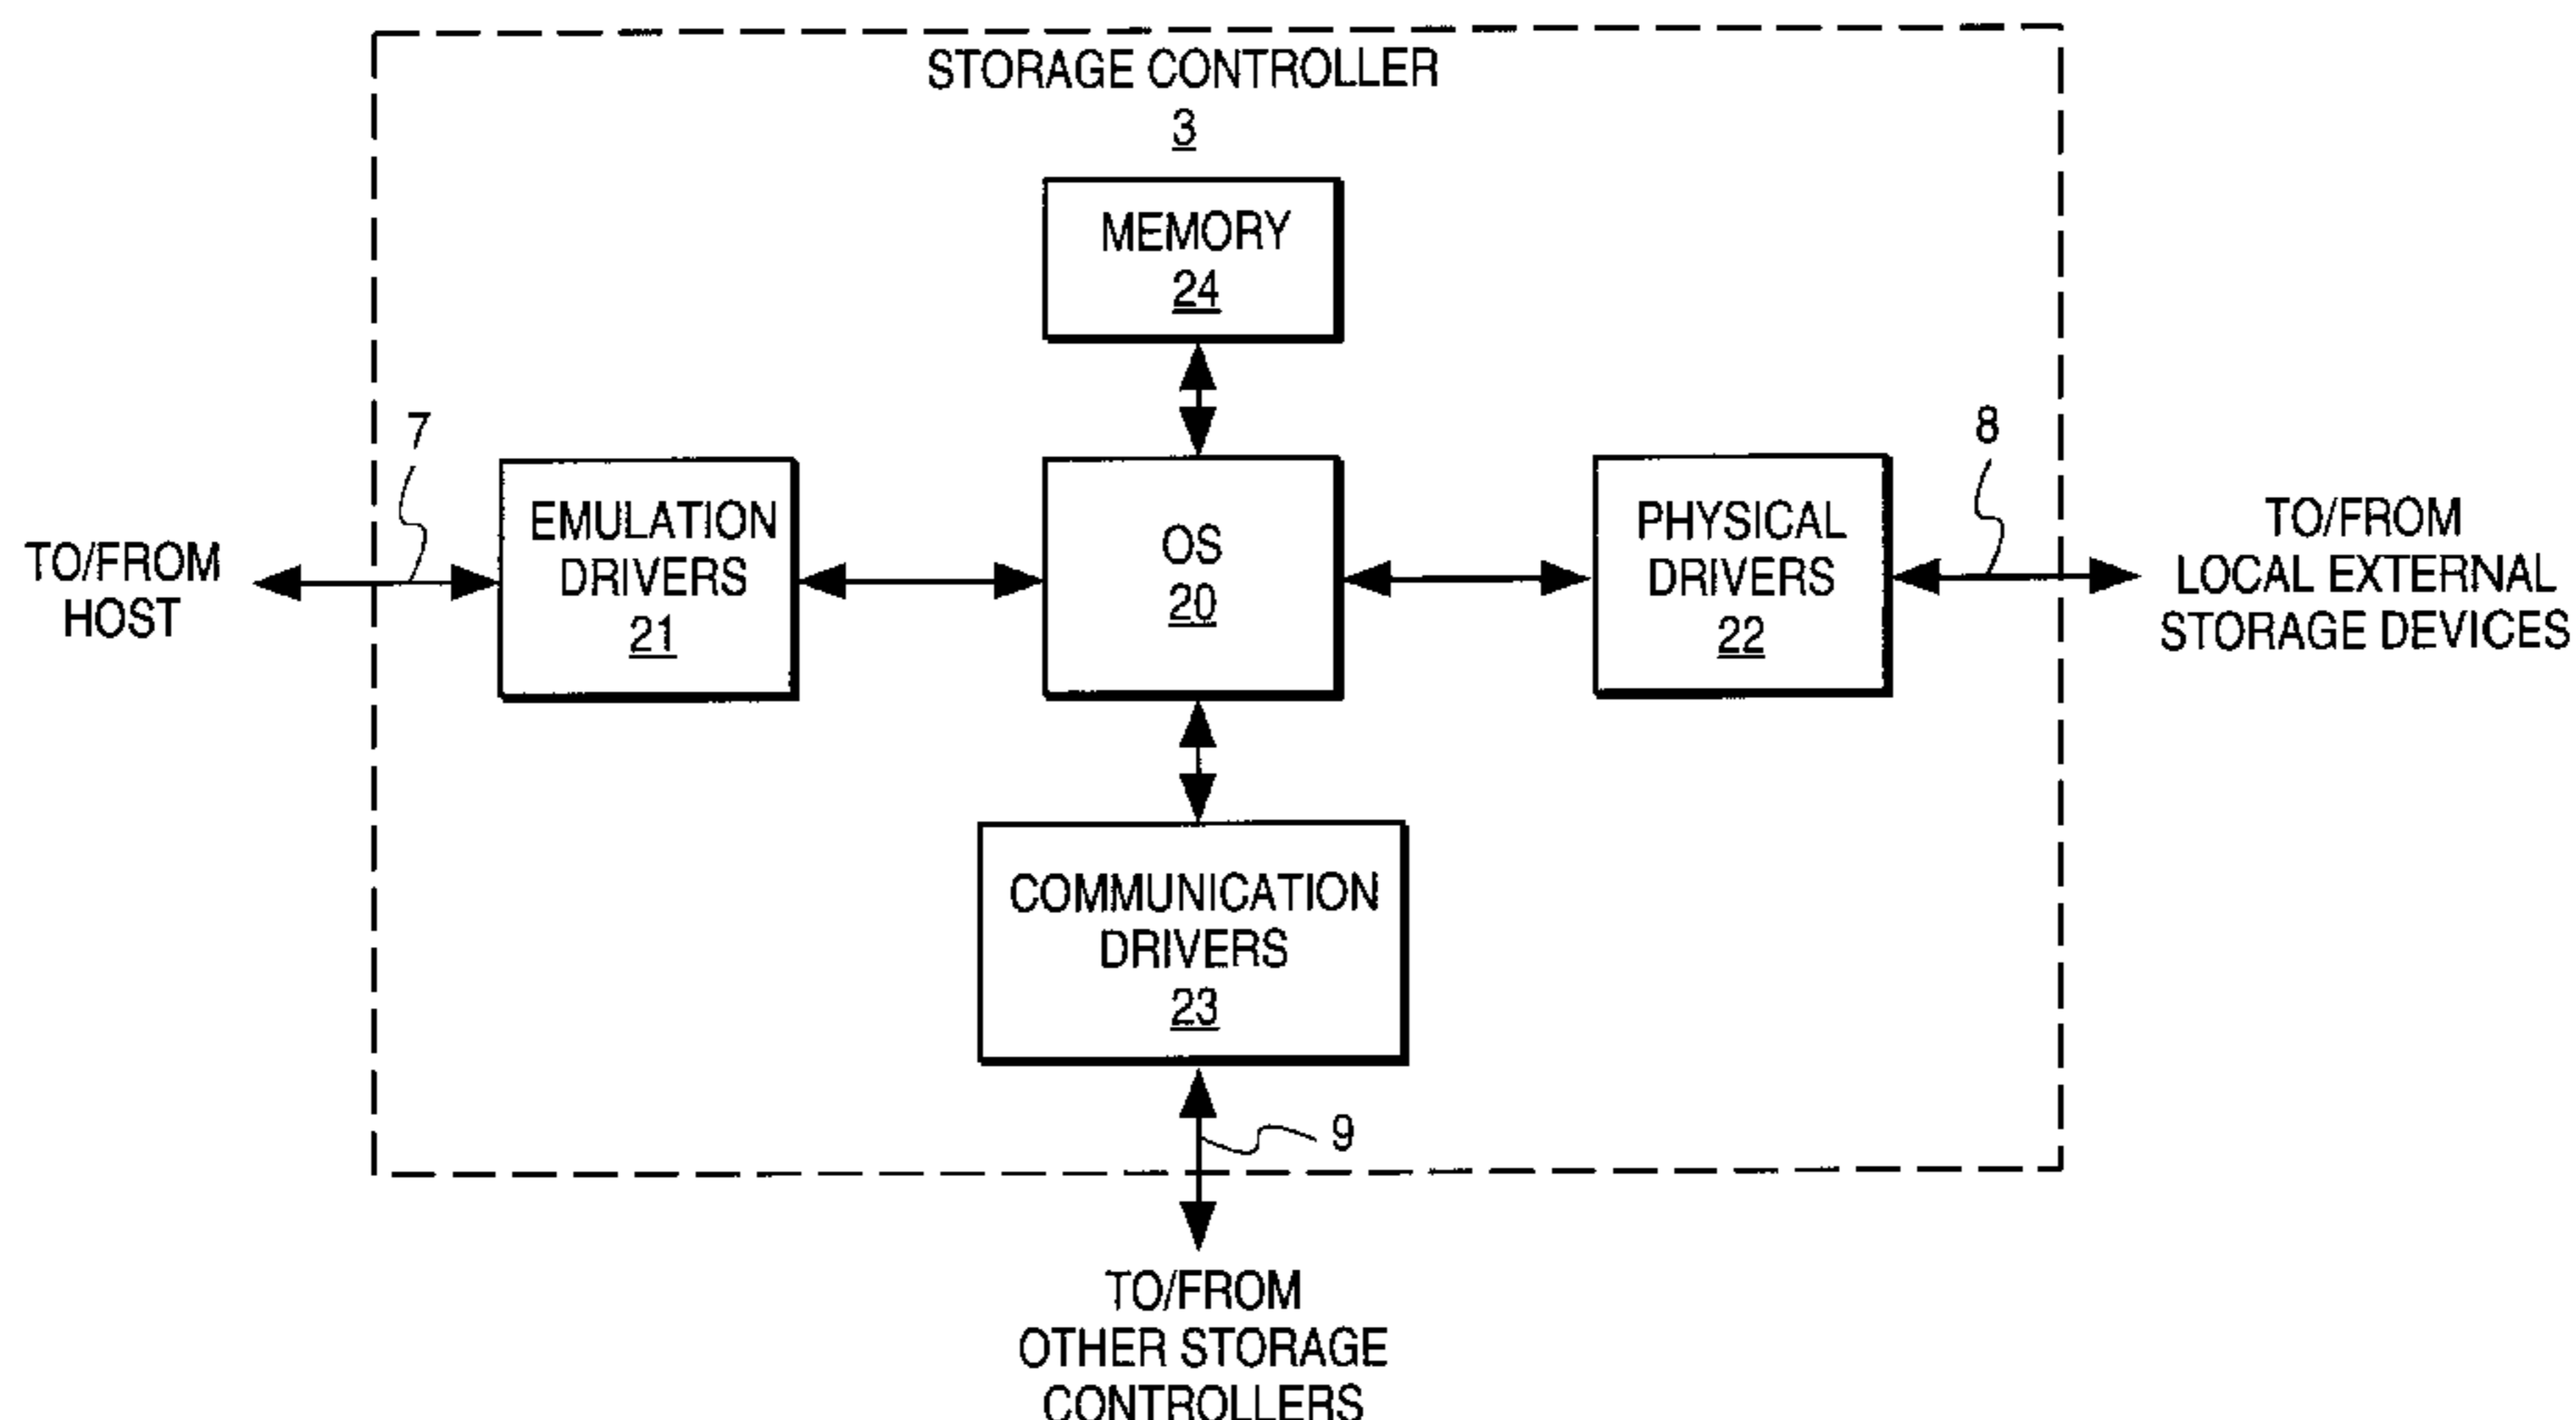 STORAGE CONTROLLER
3
MEMORY
24
7
8
EMULATION
DRIVERS
21
OS
20
PHYSICAL
DRIVERS
22
TO/FROM
HOST
TO/FROM
LOCAL EXTERNAL
STORAGE DEVICES
COMMUNICATION
DRIVERS
23
9
TO/FROM
OTHER STORAGE
CONTROLLERS